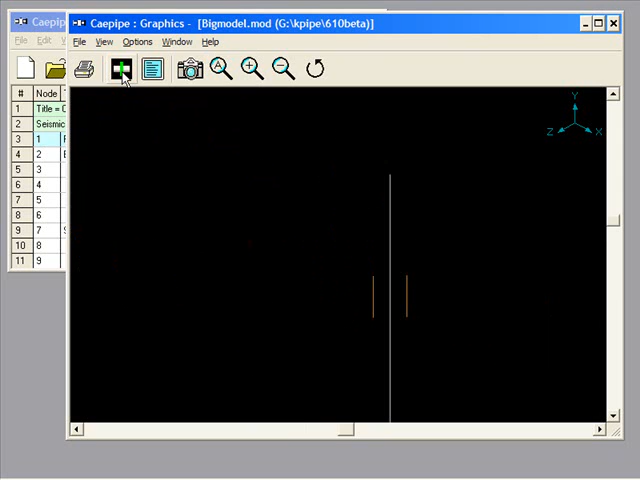 Caepipe
Caepipe : Graphics - [Bigmodel.mod (G:\kpipe\610beta)]
File Edit
File View Options Window Help
A
# Node
1 Title =
2 Seismic
3 1
4 2
5 3
6 4
7 5
8 6
9 7
10 8
11 9
Y
Z X